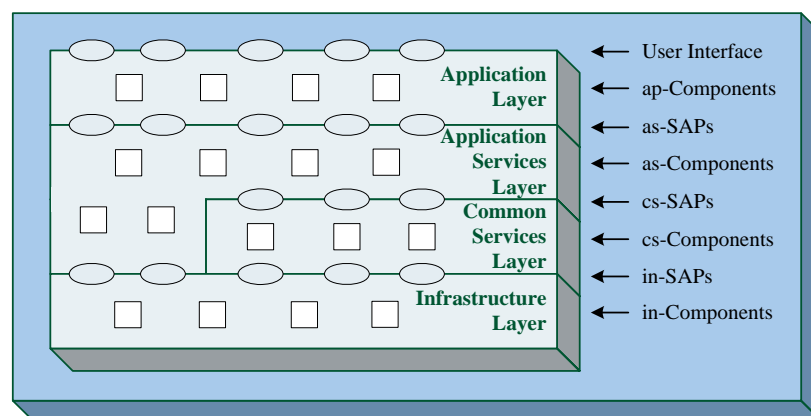 User Interface
Application
Layer
ap-Components
as-SAPs
Application
Services
Layer
as-Components
cs-SAPs
Common
Services
Layer
cs-Components
in-SAPs
Infrastructure
Layer
in-Components